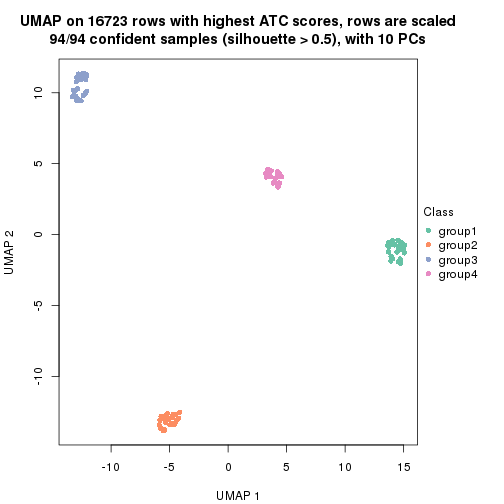 UMAP on 16723 rows with highest ATC scores, rows are scaled
94/94 confident samples (silhouette > 0.5), with 10 PCs
10
5
0
-5
-10
UMAP 2
-10
-5
0
5
10
15
UMAP 1
Class
group1
group2
group3
group4